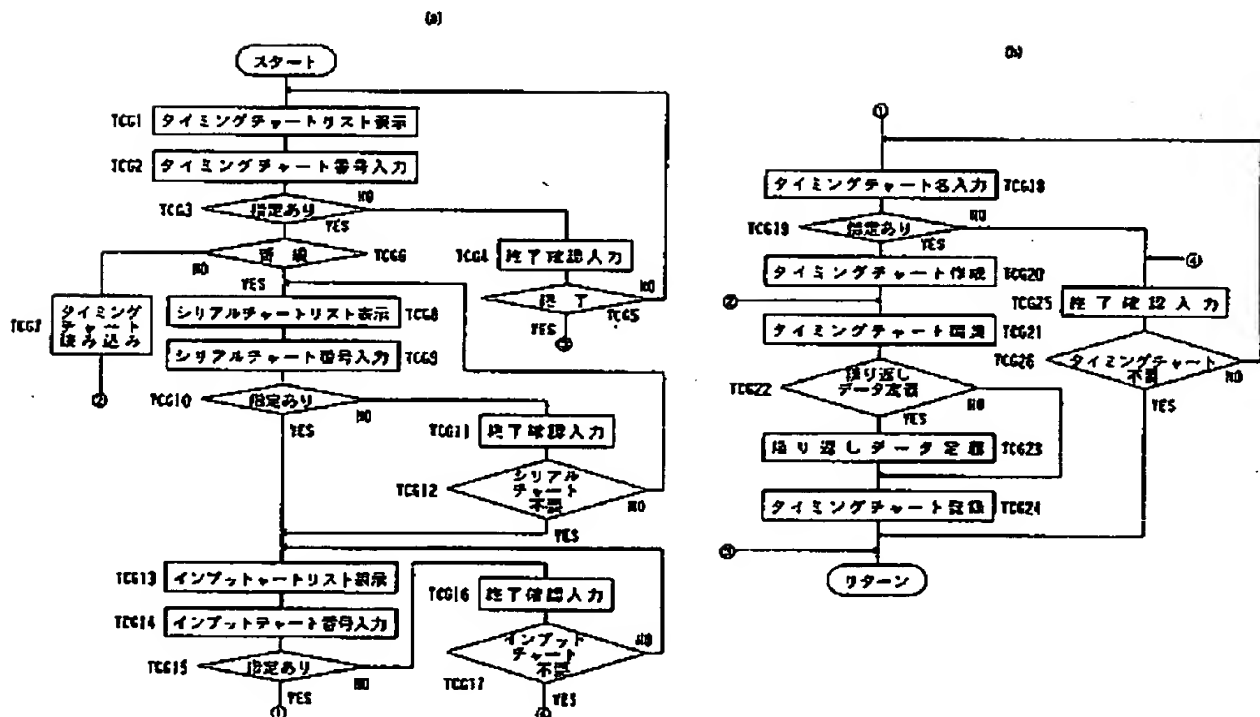 (a)
スタート
TCG1 タイミングチャートリスト表示
TCG2 タイミングチャート番号入力
TCG3 指定あり
NO
YES
TCG6
NO
YES
TCG4 終了確認入力
終了 TCG5
NO
YES
③
TCG7 タイミング
チャート
読み込み
②
シリアルチャートリスト表示 TCG8
シリアルチャート番号入力 TCG9
TCG10 指定あり
NO
YES
TCG11 終了確認入力
TCG12 シリアル
チャート
不要
NO
YES
TCG13 インプットャートリスト表示
TCG14 インプットチャート番号入力
TCG15 指定あり
NO
YES
①
TCG16 終了確認入力
TCG17 インプット
チャート
不要
NO
YES
④
(b)
①
タイミングチャート名入力 TCG18
TCG19 指定あり
NO
YES
タイミングチャート作成 TCG20
②
タイミングチャート TCG21
TCG22 繰り返し
データ定義
NO
YES
繰り返しデータ定義 TCG23
タイミングチャート登録 TCG24
③
リターン
④
TCG25 終了確認入力
TCG26 タイミングチャート
不要
NO
YES